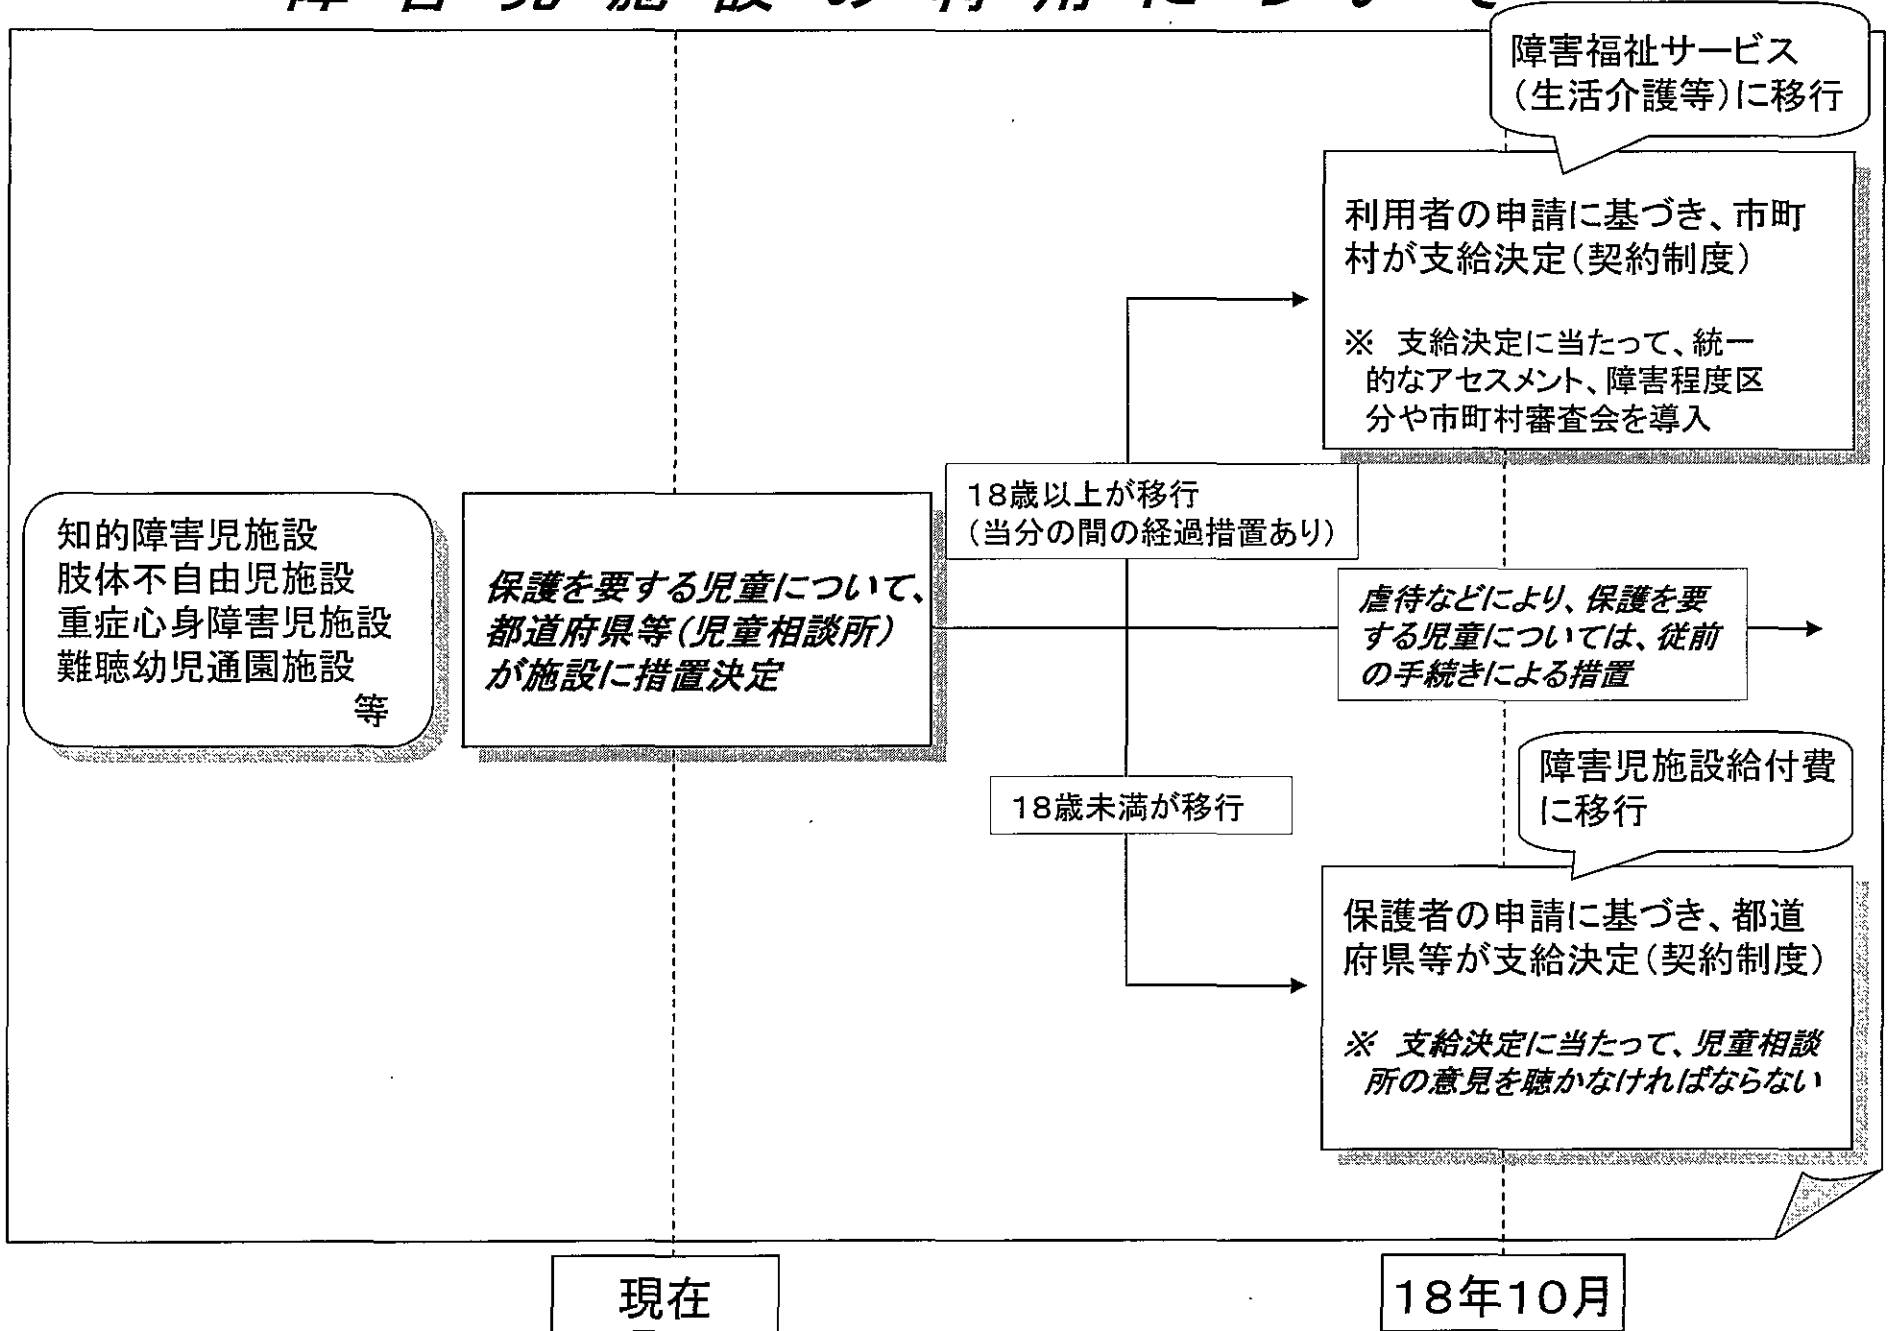 障害児施設の利用について
障害福祉サービス
（生活介護等）に移行
利用者の申請に基づき、市町
村が支給決定（契約制度）
※ 支給決定に当たって、統一
的なアセスメント、障害程度区
分や市町村審査会を導入
18歳以上が移行
（当分の間の経過措置あり）
知的障害児施設
肢体不自由児施設
重症心身障害児施設
難聴幼児通園施設
等
保護を要する児童について、
都道府県等（児童相談所）
が施設に措置決定
虐待などにより、保護を要
する児童については、従前
の手続きによる措置
18歳未満が移行
障害児施設給付費
に移行
保護者の申請に基づき、都道
府県等が支給決定（契約制度）
※ 支給決定に当たって、児童相談
所の意見を聴かなければならない
現在
18年10月